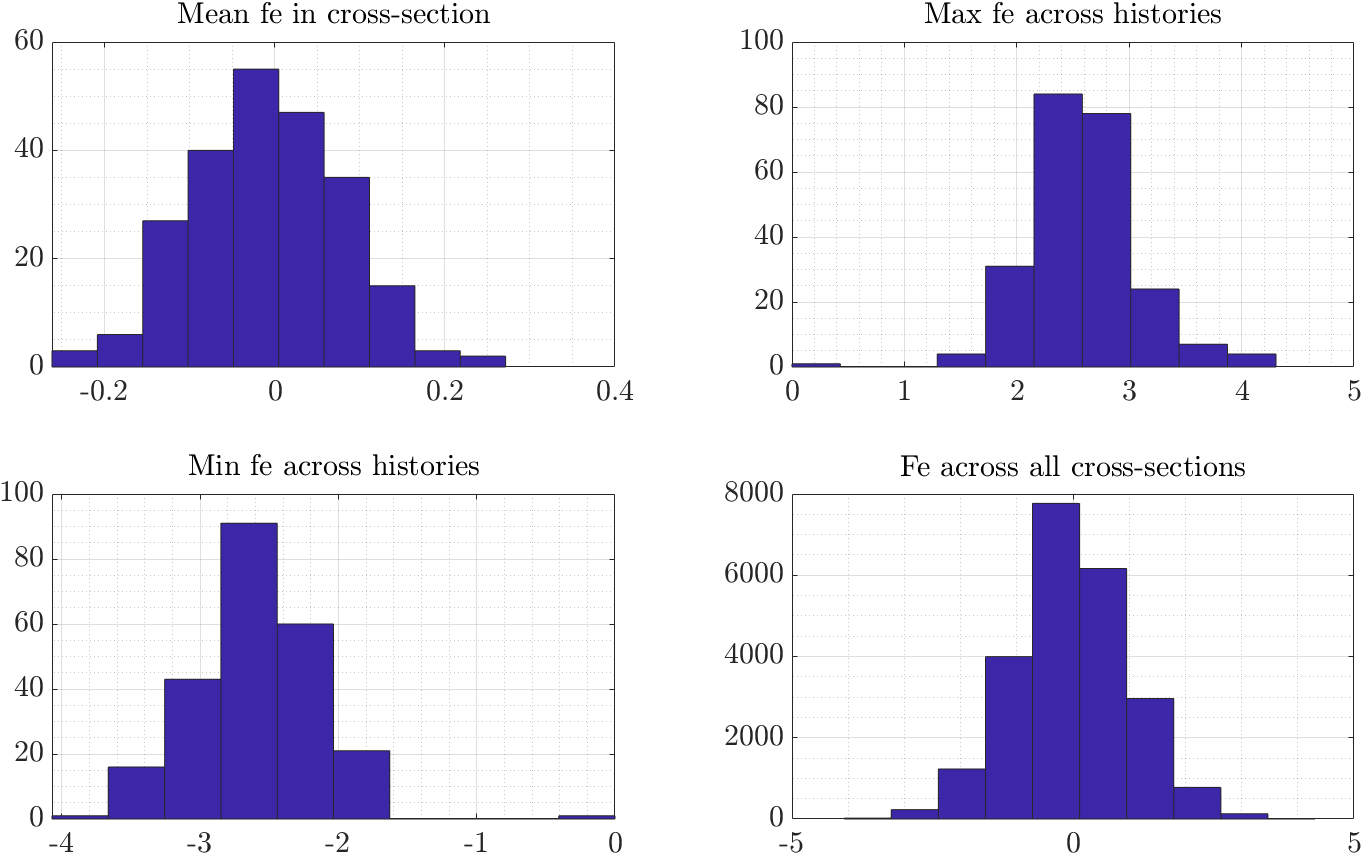 Mean fe in cross-section
60
40
20
0
-0.2 0 0.2 0.4
Max fe across histories
100
80
60
40
20
0
0 1 2 3 4 5
Min fe across histories
100
80
60
40
20
0
-4 -3 -2 -1 0
Fe across all cross-sections
8000
6000
4000
2000
0
-5 0 5